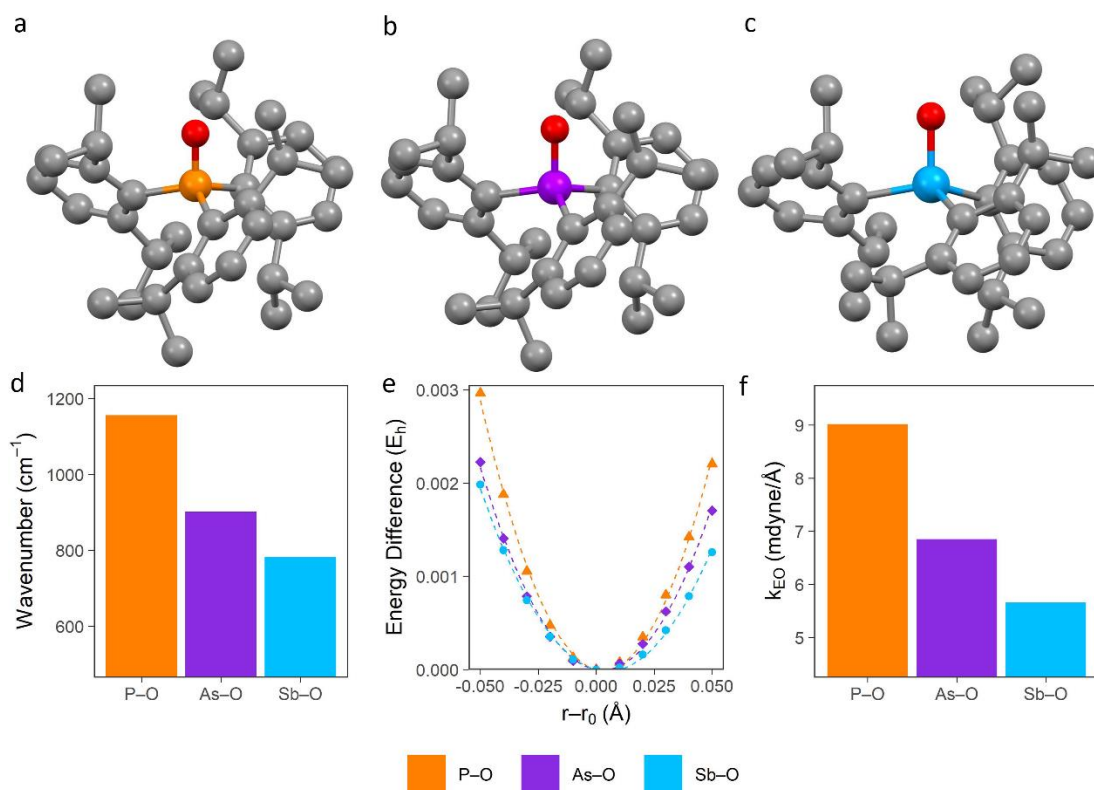 a
b
c
d
Wavenumber (cm⁻¹)
1200
1000
800
600
P–O
As–O
Sb–O
e
Energy Difference (Eₕ)
0.003
0.002
0.001
0.000
-0.050
-0.025
0.000
0.025
0.050
r–r₀ (Å)
f
k_EO (mdyne/Å)
9
8
7
6
5
P–O
As–O
Sb–O
P–O
As–O
Sb–O